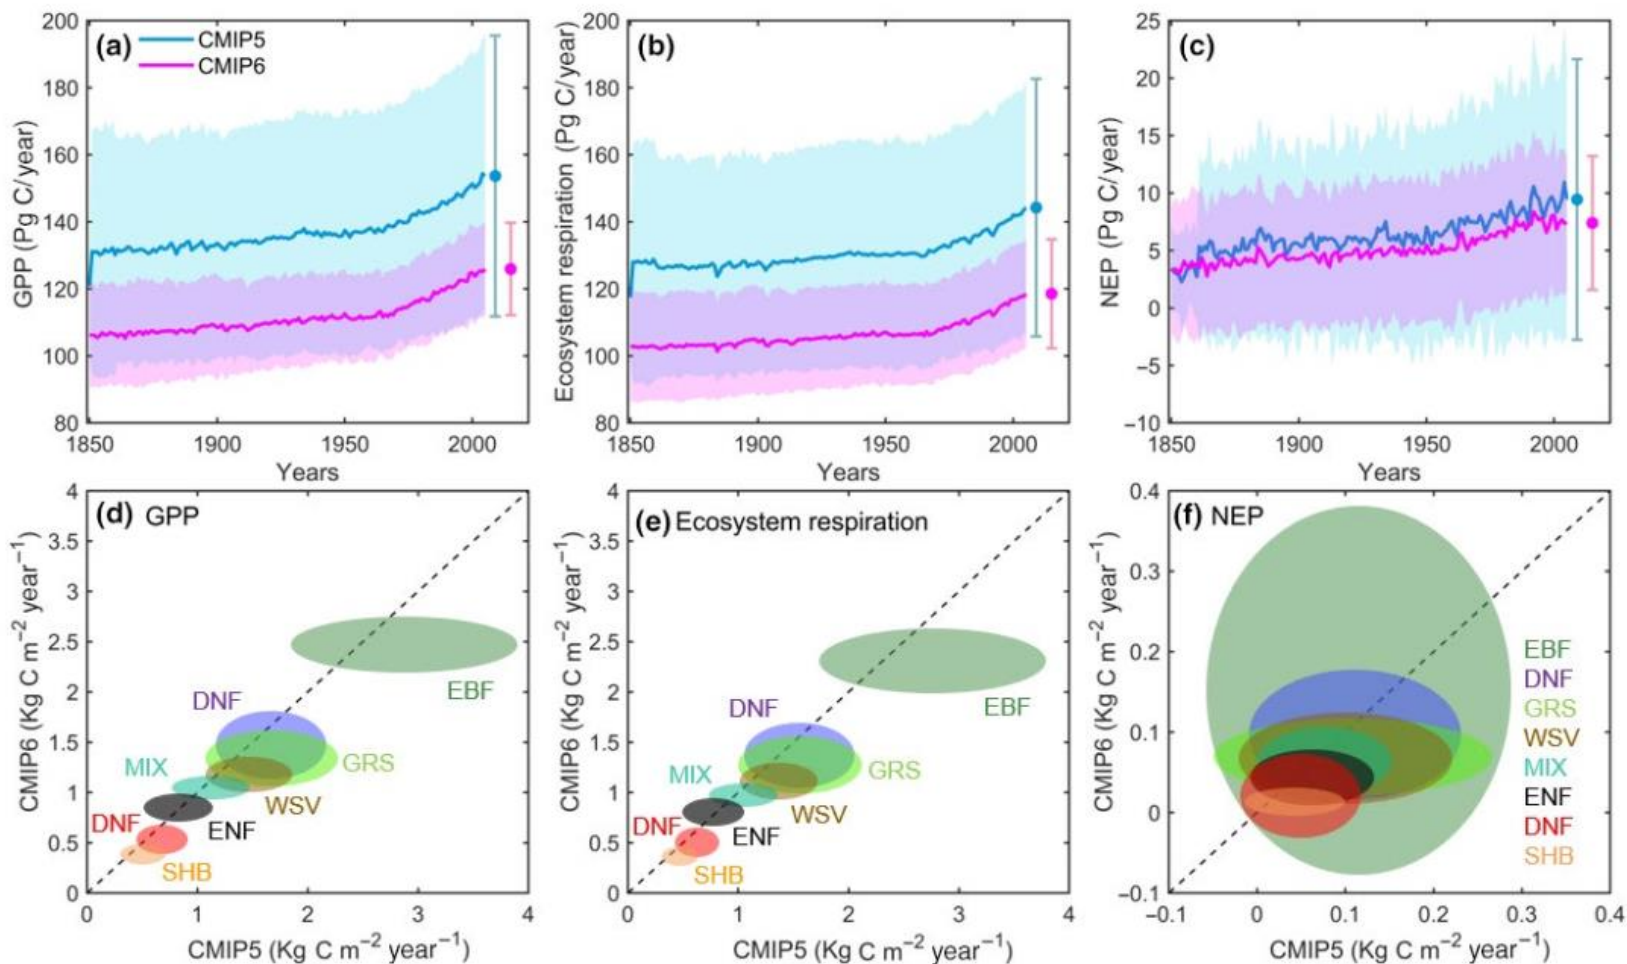 (a)
CMIP5
CMIP6
GPP (Pg C/year)
200
180
160
140
120
100
80
1850
1900
1950
2000
Years
(b)
Ecosystem respiration (Pg C/year)
200
180
160
140
120
100
80
1850
1900
1950
2000
Years
(c)
NEP (Pg C/year)
25
20
15
10
5
0
−5
−10
1850
1900
1950
2000
Years
(d) GPP
CMIP6 (Kg C m−2 year−1)
4
3.5
3
2.5
2
1.5
1
0.5
0
EBF
DNF
GRS
MIX
WSV
DNF
ENF
SHB
0
1
2
3
4
CMIP5 (Kg C m−2 year−1)
(e) Ecosystem respiration
CMIP6 (Kg C m−2 year−1)
4
3.5
3
2.5
2
1.5
1
0.5
0
EBF
DNF
GRS
MIX
WSV
DNF
ENF
SHB
0
1
2
3
4
CMIP5 (Kg C m−2 year−1)
(f) NEP
CMIP6 (Kg C m−2 year−1)
0.4
0.3
0.2
0.1
0
−0.1
EBF
DNF
GRS
WSV
MIX
ENF
DNF
SHB
−0.1
0
0.1
0.2
0.3
0.4
CMIP5 (Kg C m−2 year−1)